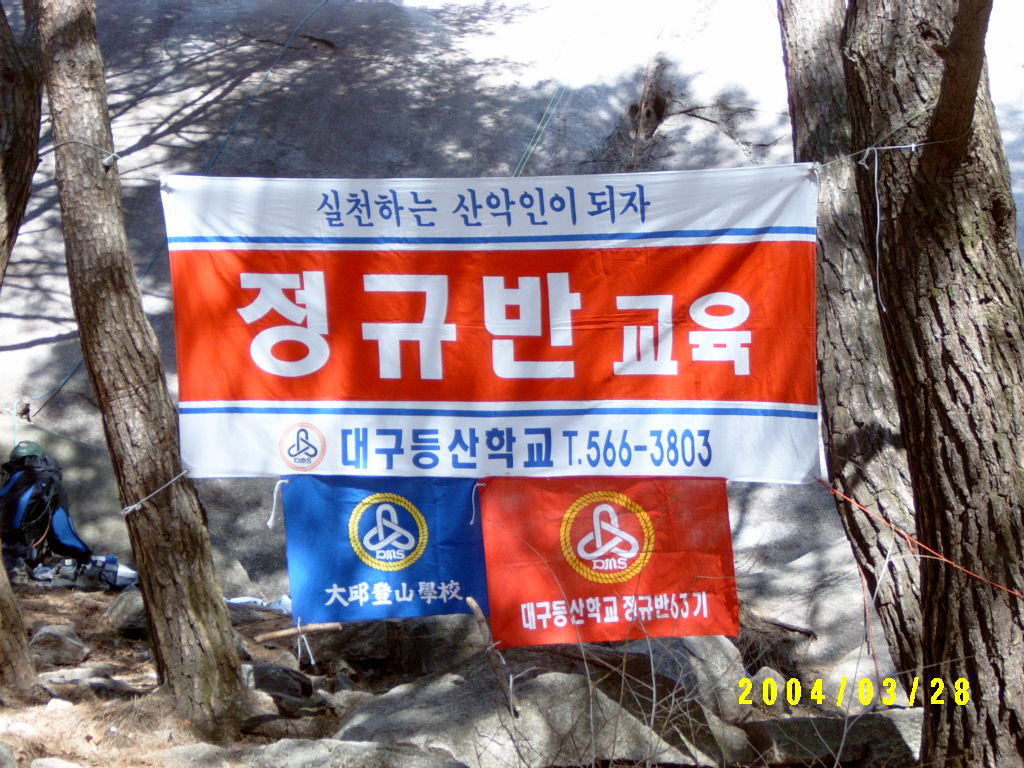 실천하는 산악인이 되자
정규반 교육
DMS 대구등산학교 T.566-3803
DMS
大邱登山學校
DMS
대구등산학교 정규반63기
2004/03/28